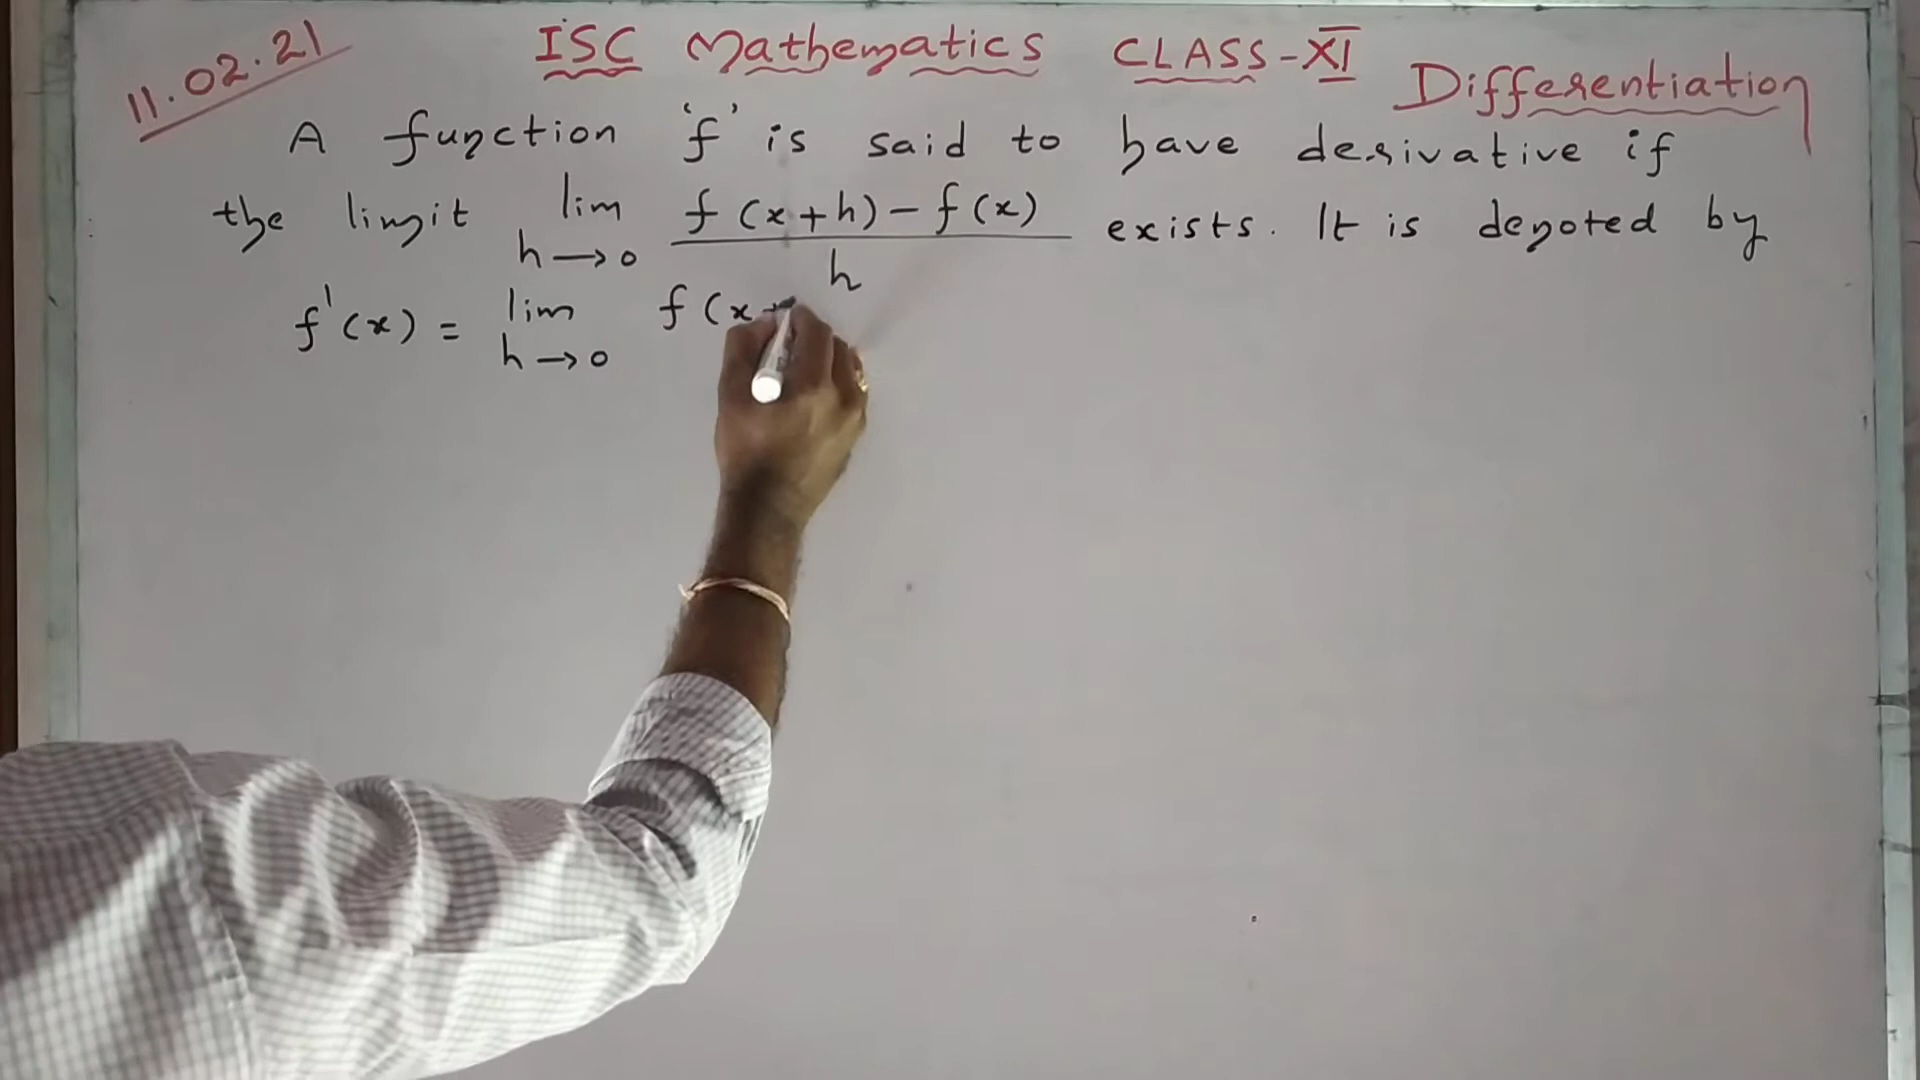 11.02.21
ISC Mathematics CLASS-XI
Differentiation
A function 'f' is said to have derivative if
the limit lim h→0 f(x+h)-f(x) / h exists. It is denoted by
f'(x) = lim h→0 f(x+